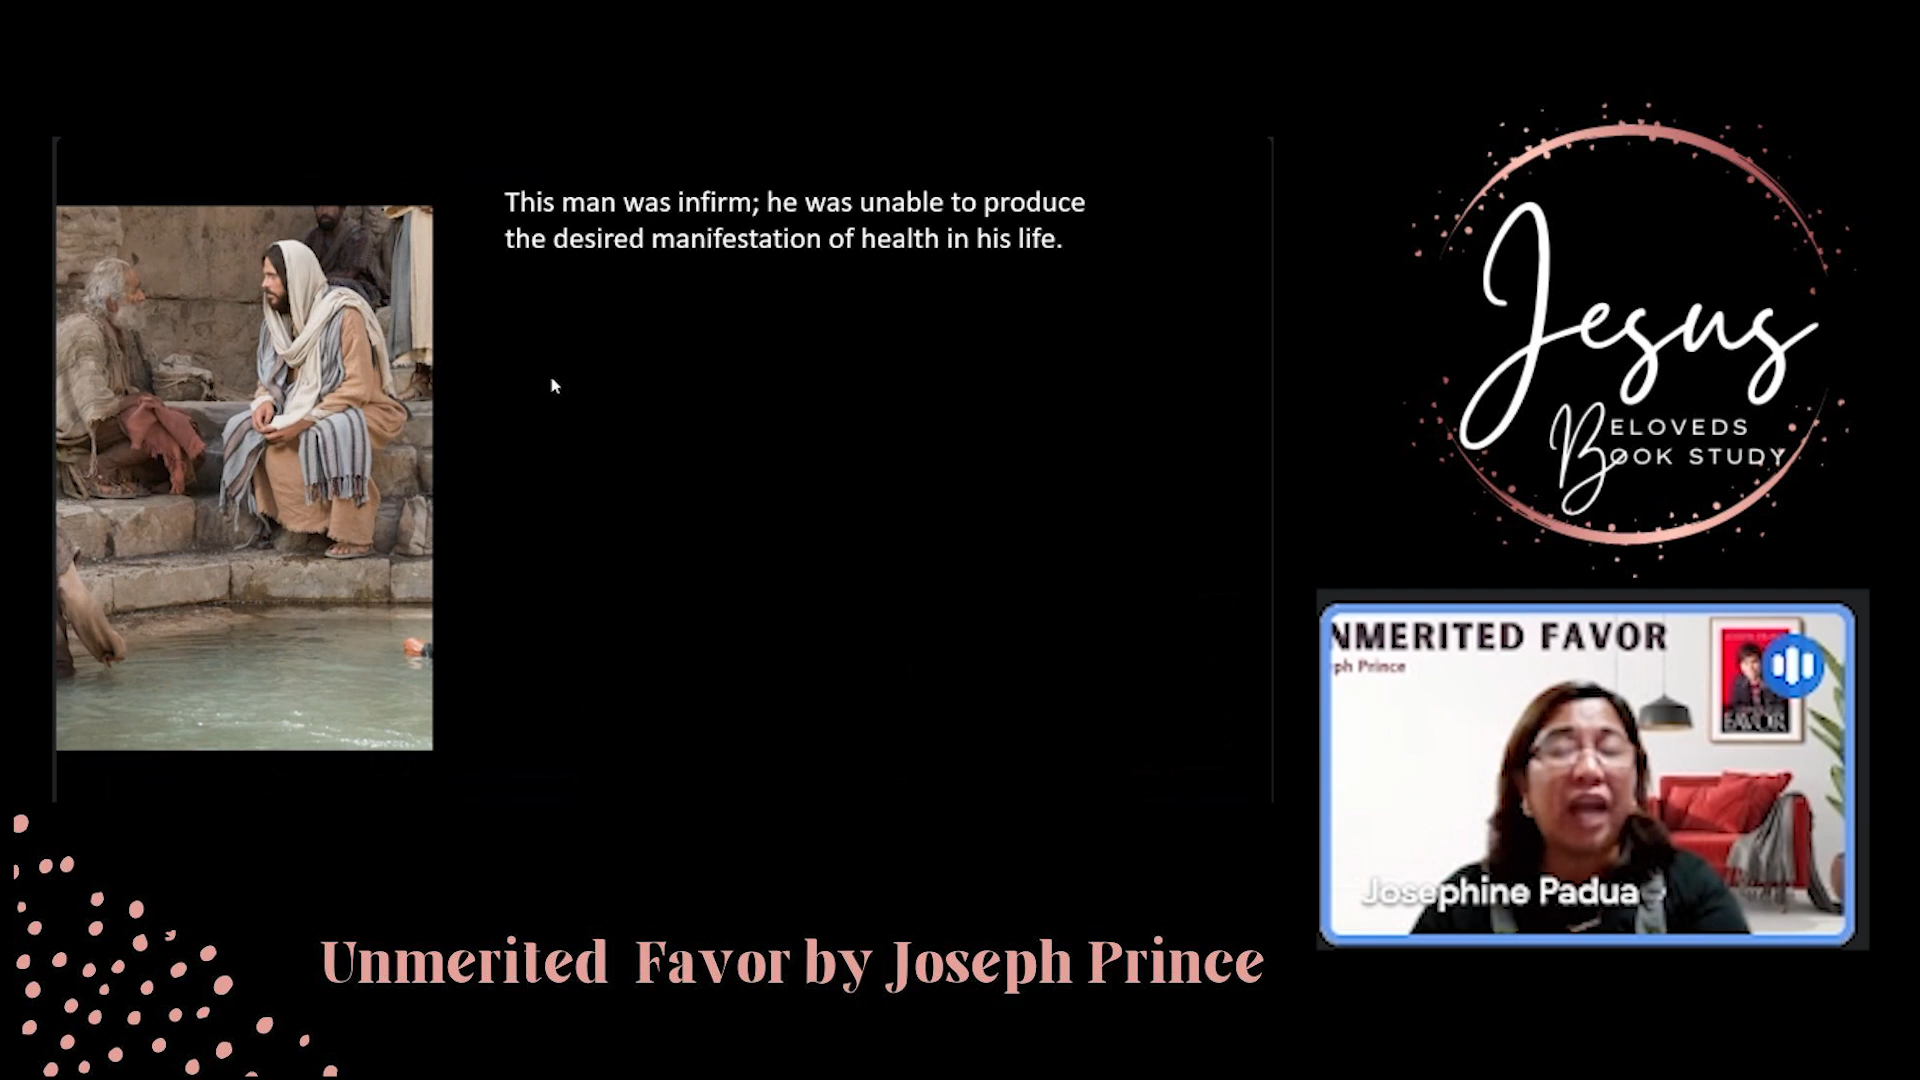 This man was infirm; he was unable to produce
the desired manifestation of health in his life.
Jesus
BELOVEDS
BOOK STUDY
NMERITED FAVOR
ph Prince
FAVOR
Josephine Padua
Unmerited Favor by Joseph Prince